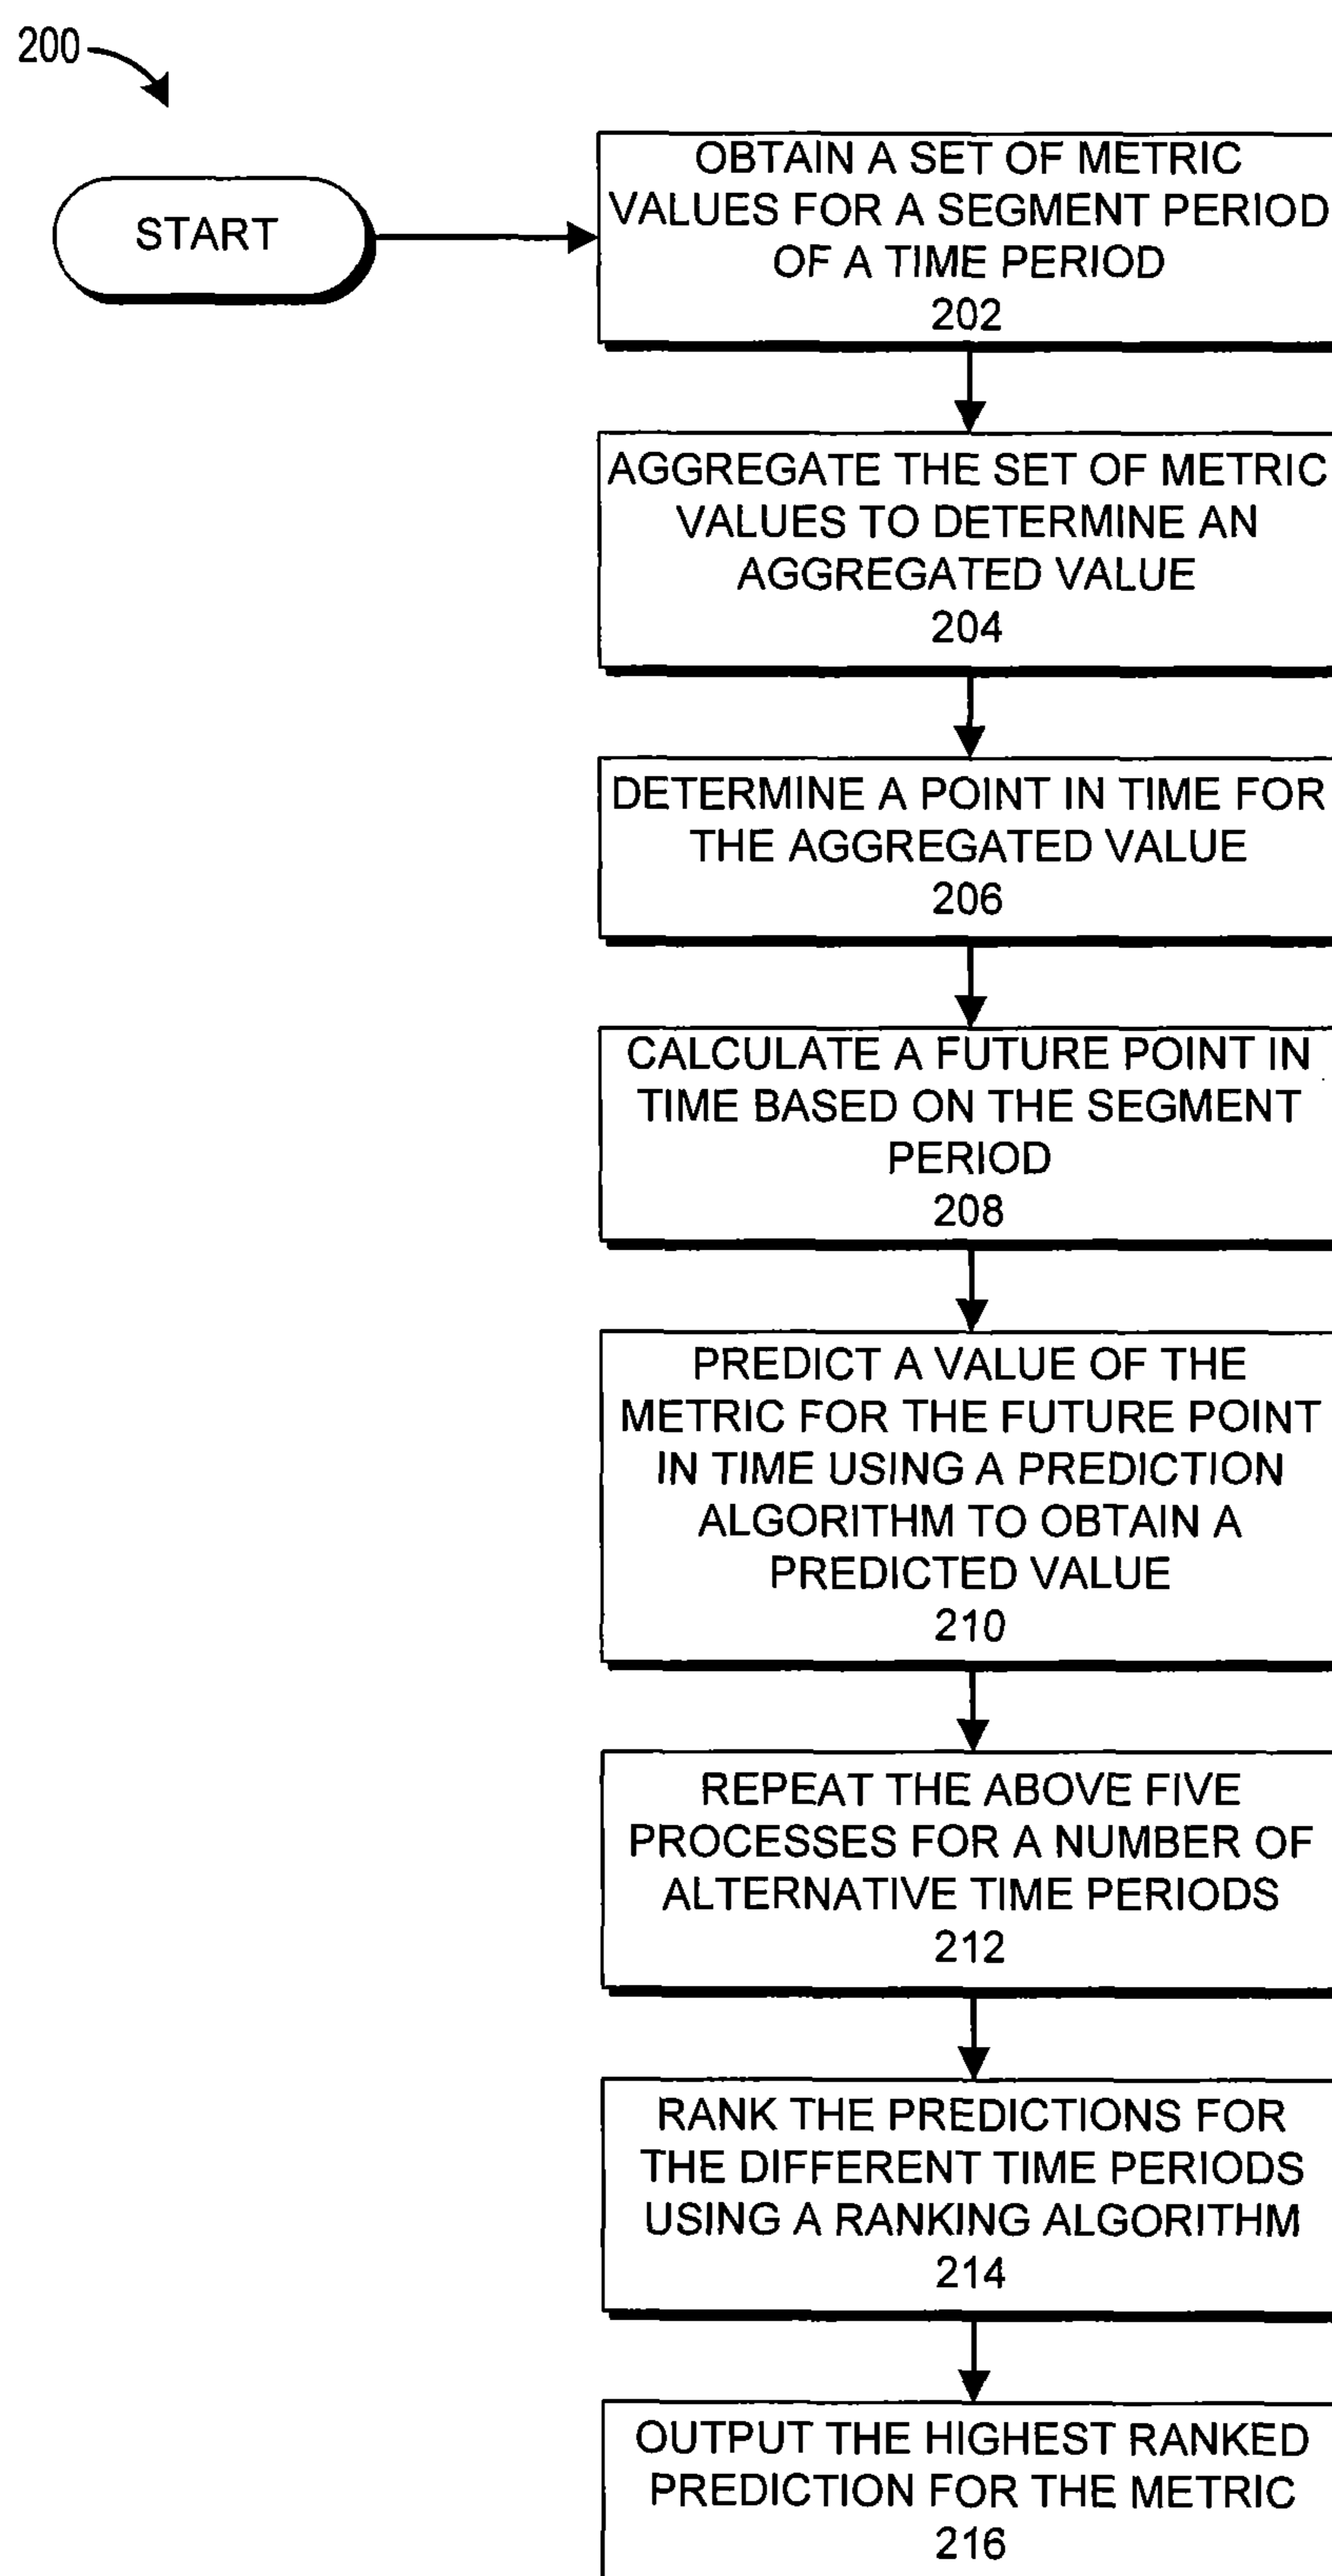 200
START
OBTAIN A SET OF METRIC
VALUES FOR A SEGMENT PERIOD
OF A TIME PERIOD
202
AGGREGATE THE SET OF METRIC
VALUES TO DETERMINE AN
AGGREGATED VALUE
204
DETERMINE A POINT IN TIME FOR
THE AGGREGATED VALUE
206
CALCULATE A FUTURE POINT IN
TIME BASED ON THE SEGMENT
PERIOD
208
PREDICT A VALUE OF THE
METRIC FOR THE FUTURE POINT
IN TIME USING A PREDICTION
ALGORITHM TO OBTAIN A
PREDICTED VALUE
210
REPEAT THE ABOVE FIVE
PROCESSES FOR A NUMBER OF
ALTERNATIVE TIME PERIODS
212
RANK THE PREDICTIONS FOR
THE DIFFERENT TIME PERIODS
USING A RANKING ALGORITHM
214
OUTPUT THE HIGHEST RANKED
PREDICTION FOR THE METRIC
216